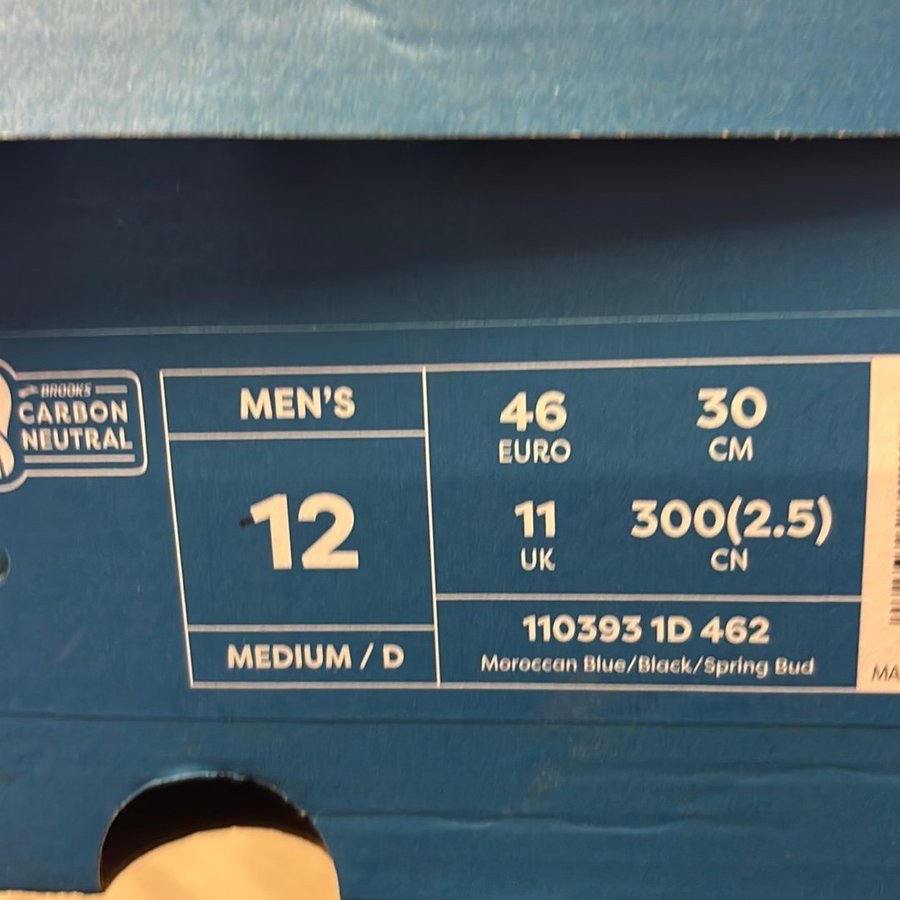 BROOKS
CARBON
NEUTRAL
MEN'S
12
MEDIUM / D
46
EURO
30
CM
11
UK
300(2.5)
CN
110393 1D 462
Moroccan Blue/Black/Spring Bud
MA